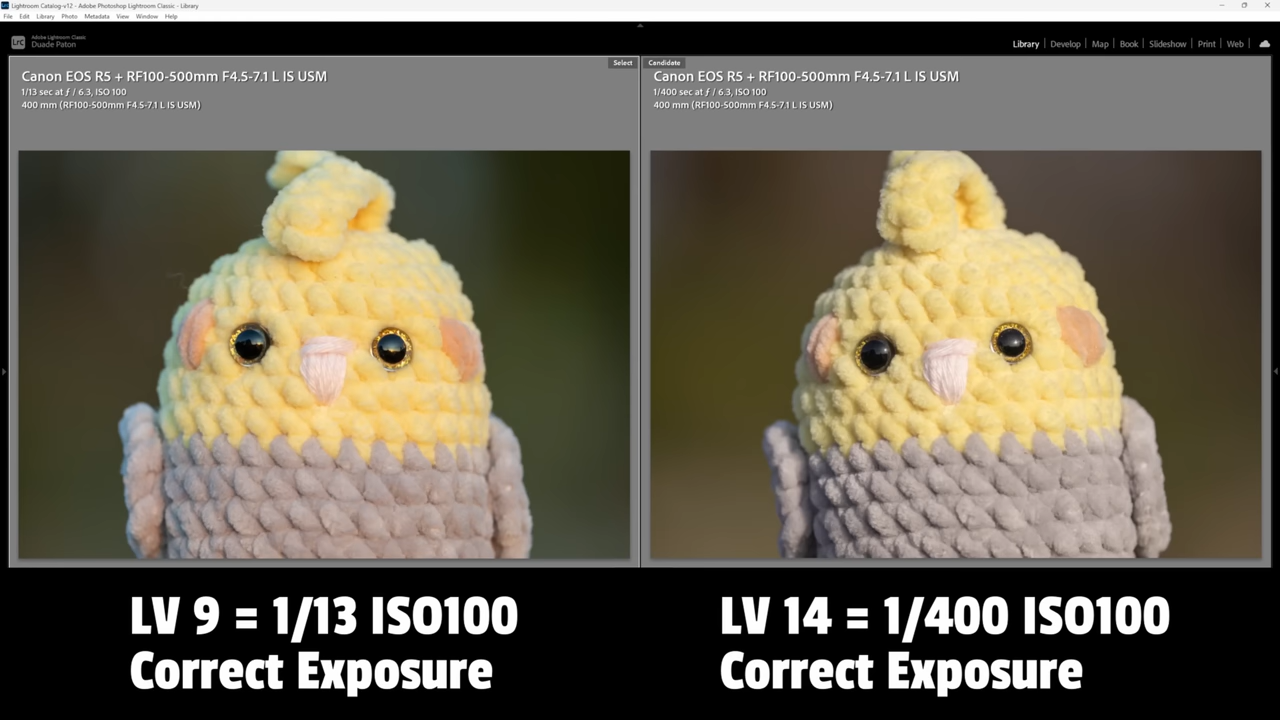 Lightroom Catalog-v12 - Adobe Photoshop Lightroom Classic - Library
File Edit Library Photo Metadata View Window Help
LrC
Adobe Lightroom Classic
Duade Paton
Library | Develop | Map | Book | Slideshow | Print | Web
Select
Canon EOS R5 + RF100-500mm F4.5-7.1 L IS USM
1/13 sec at ƒ / 6.3, ISO 100
400 mm (RF100-500mm F4.5-7.1 L IS USM)
Candidate
Canon EOS R5 + RF100-500mm F4.5-7.1 L IS USM
1/400 sec at ƒ / 6.3, ISO 100
400 mm (RF100-500mm F4.5-7.1 L IS USM)
LV 9 = 1/13 ISO100
Correct Exposure
LV 14 = 1/400 ISO100
Correct Exposure